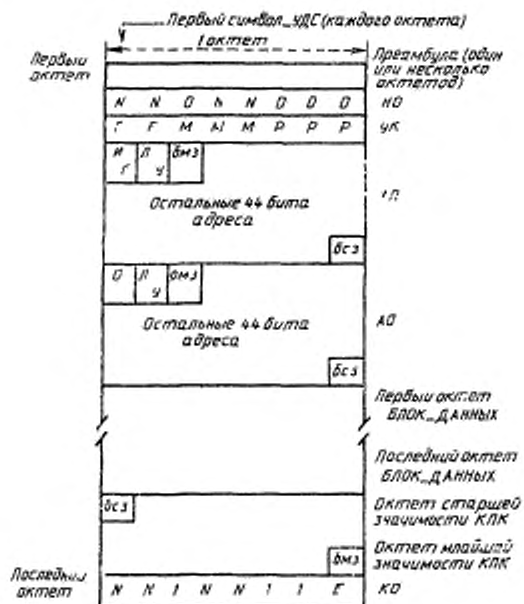 Первый символ_УДС (каждого октета)
1 октет
Первый октет
Преамбула (один или несколько октетов)
N N 0 N N 0 0 0 НО
F F M M M P P P УК
И Г Л У бмз
Остальные 44 бита адреса
АП
бсз
0 Л У бмз
Остальные 44 бита адреса
АО
бсз
Первый октет БЛОК_ДАННЫХ
Последний октет БЛОК_ДАННЫХ
бсз
Октет старшей значимости КПК
бмз
Октет младшей значимости КПК
Последний октет
N N 1 N N 1 1 E КО